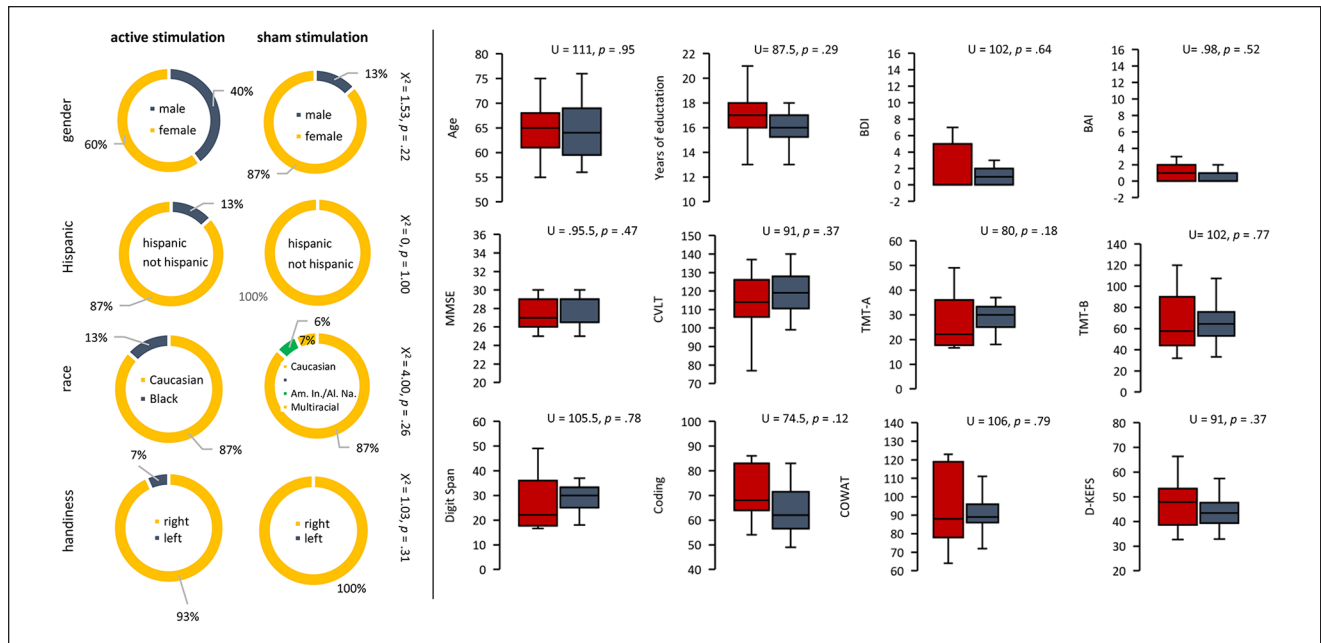 active stimulation
sham stimulation
gender
40%
60%
male
female
13%
87%
male
female
X² = 1.53, p = .22
Hispanic
13%
87%
hispanic
not hispanic
100%
hispanic
not hispanic
X² = 0, p = 1.00
race
13%
87%
Caucasian
Black
6%
7%
Caucasian
Am. In./Al. Na.
Multiracial
87%
X² = 4.00, p = .26
handiness
7%
93%
right
left
right
left
100%
X² = 1.03, p = .31
U = 111, p = .95
Age
80
75
70
65
60
55
50
U= 87.5, p = .29
Years of eductation
22
20
18
16
14
12
10
U = 102, p = .64
BDI
16
14
12
10
8
6
4
2
0
-2
U= .98, p = .52
BAI
16
14
12
10
8
6
4
2
0
-2
U = .95.5, p = .47
MMSE
36
34
32
30
28
26
24
22
20
U = 91, p = .37
CVLT
150
140
130
120
110
100
90
80
70
U = 80, p = .18
TMT-A
60
50
40
30
20
10
0
U= 102, p = .77
TMT-B
140
120
100
80
60
40
20
0
U = 105.5, p = .78
Digit Span
60
50
40
30
20
10
0
U = 74.5, p = .12
Coding
100
90
80
70
60
50
40
U = 106, p = .79
COWAT
140
130
120
110
100
90
80
70
60
U = 91, p = .37
D-KEFS
80
70
60
50
40
30
20